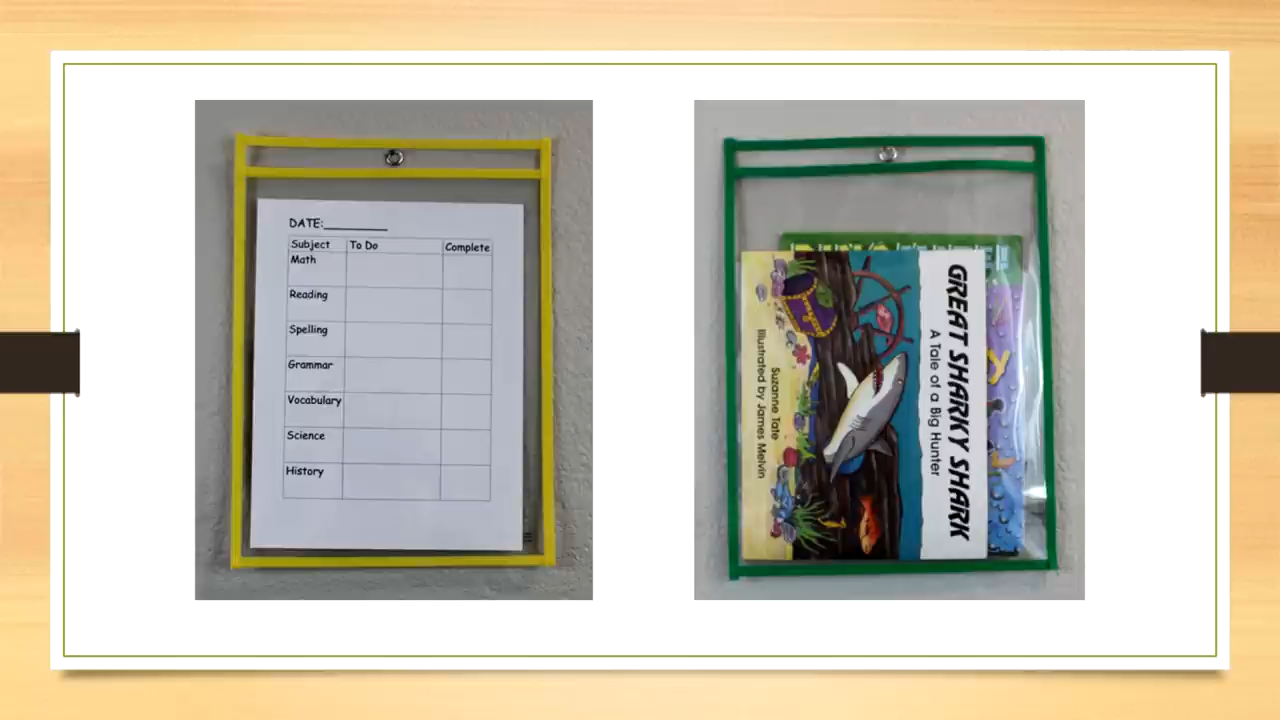 DATE:_________
Subject To Do Complete
Math
Reading
Spelling
Grammar
Vocabulary
Science
History
GREAT SHARKY SHARK
A Tale of a Big Hunter
Suzanne Tate
Illustrated by James Melvin